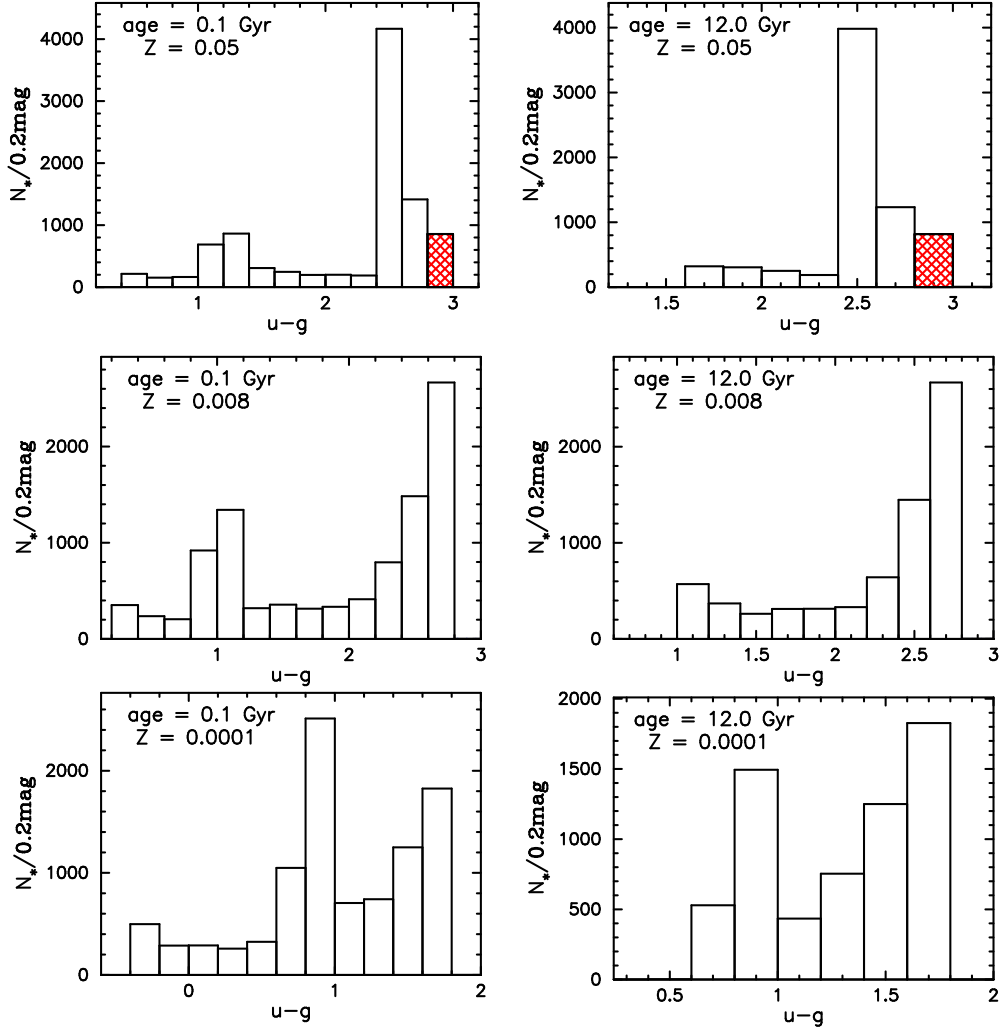 age = 0.1 Gyr
Z = 0.05
4000
3000
2000
1000
0
N*/0.2mag
1
2
3
u-g
age = 12.0 Gyr
Z = 0.05
4000
3000
2000
1000
0
N*/0.2mag
1.5
2
2.5
3
u-g
age = 0.1 Gyr
Z = 0.008
2000
1000
0
N*/0.2mag
1
2
3
u-g
age = 12.0 Gyr
Z = 0.008
2000
1000
0
N*/0.2mag
1
1.5
2
2.5
3
u-g
age = 0.1 Gyr
Z = 0.0001
2000
1000
0
N*/0.2mag
0
1
2
u-g
age = 12.0 Gyr
Z = 0.0001
2000
1500
1000
500
0
N*/0.2mag
0.5
1
1.5
2
u-g